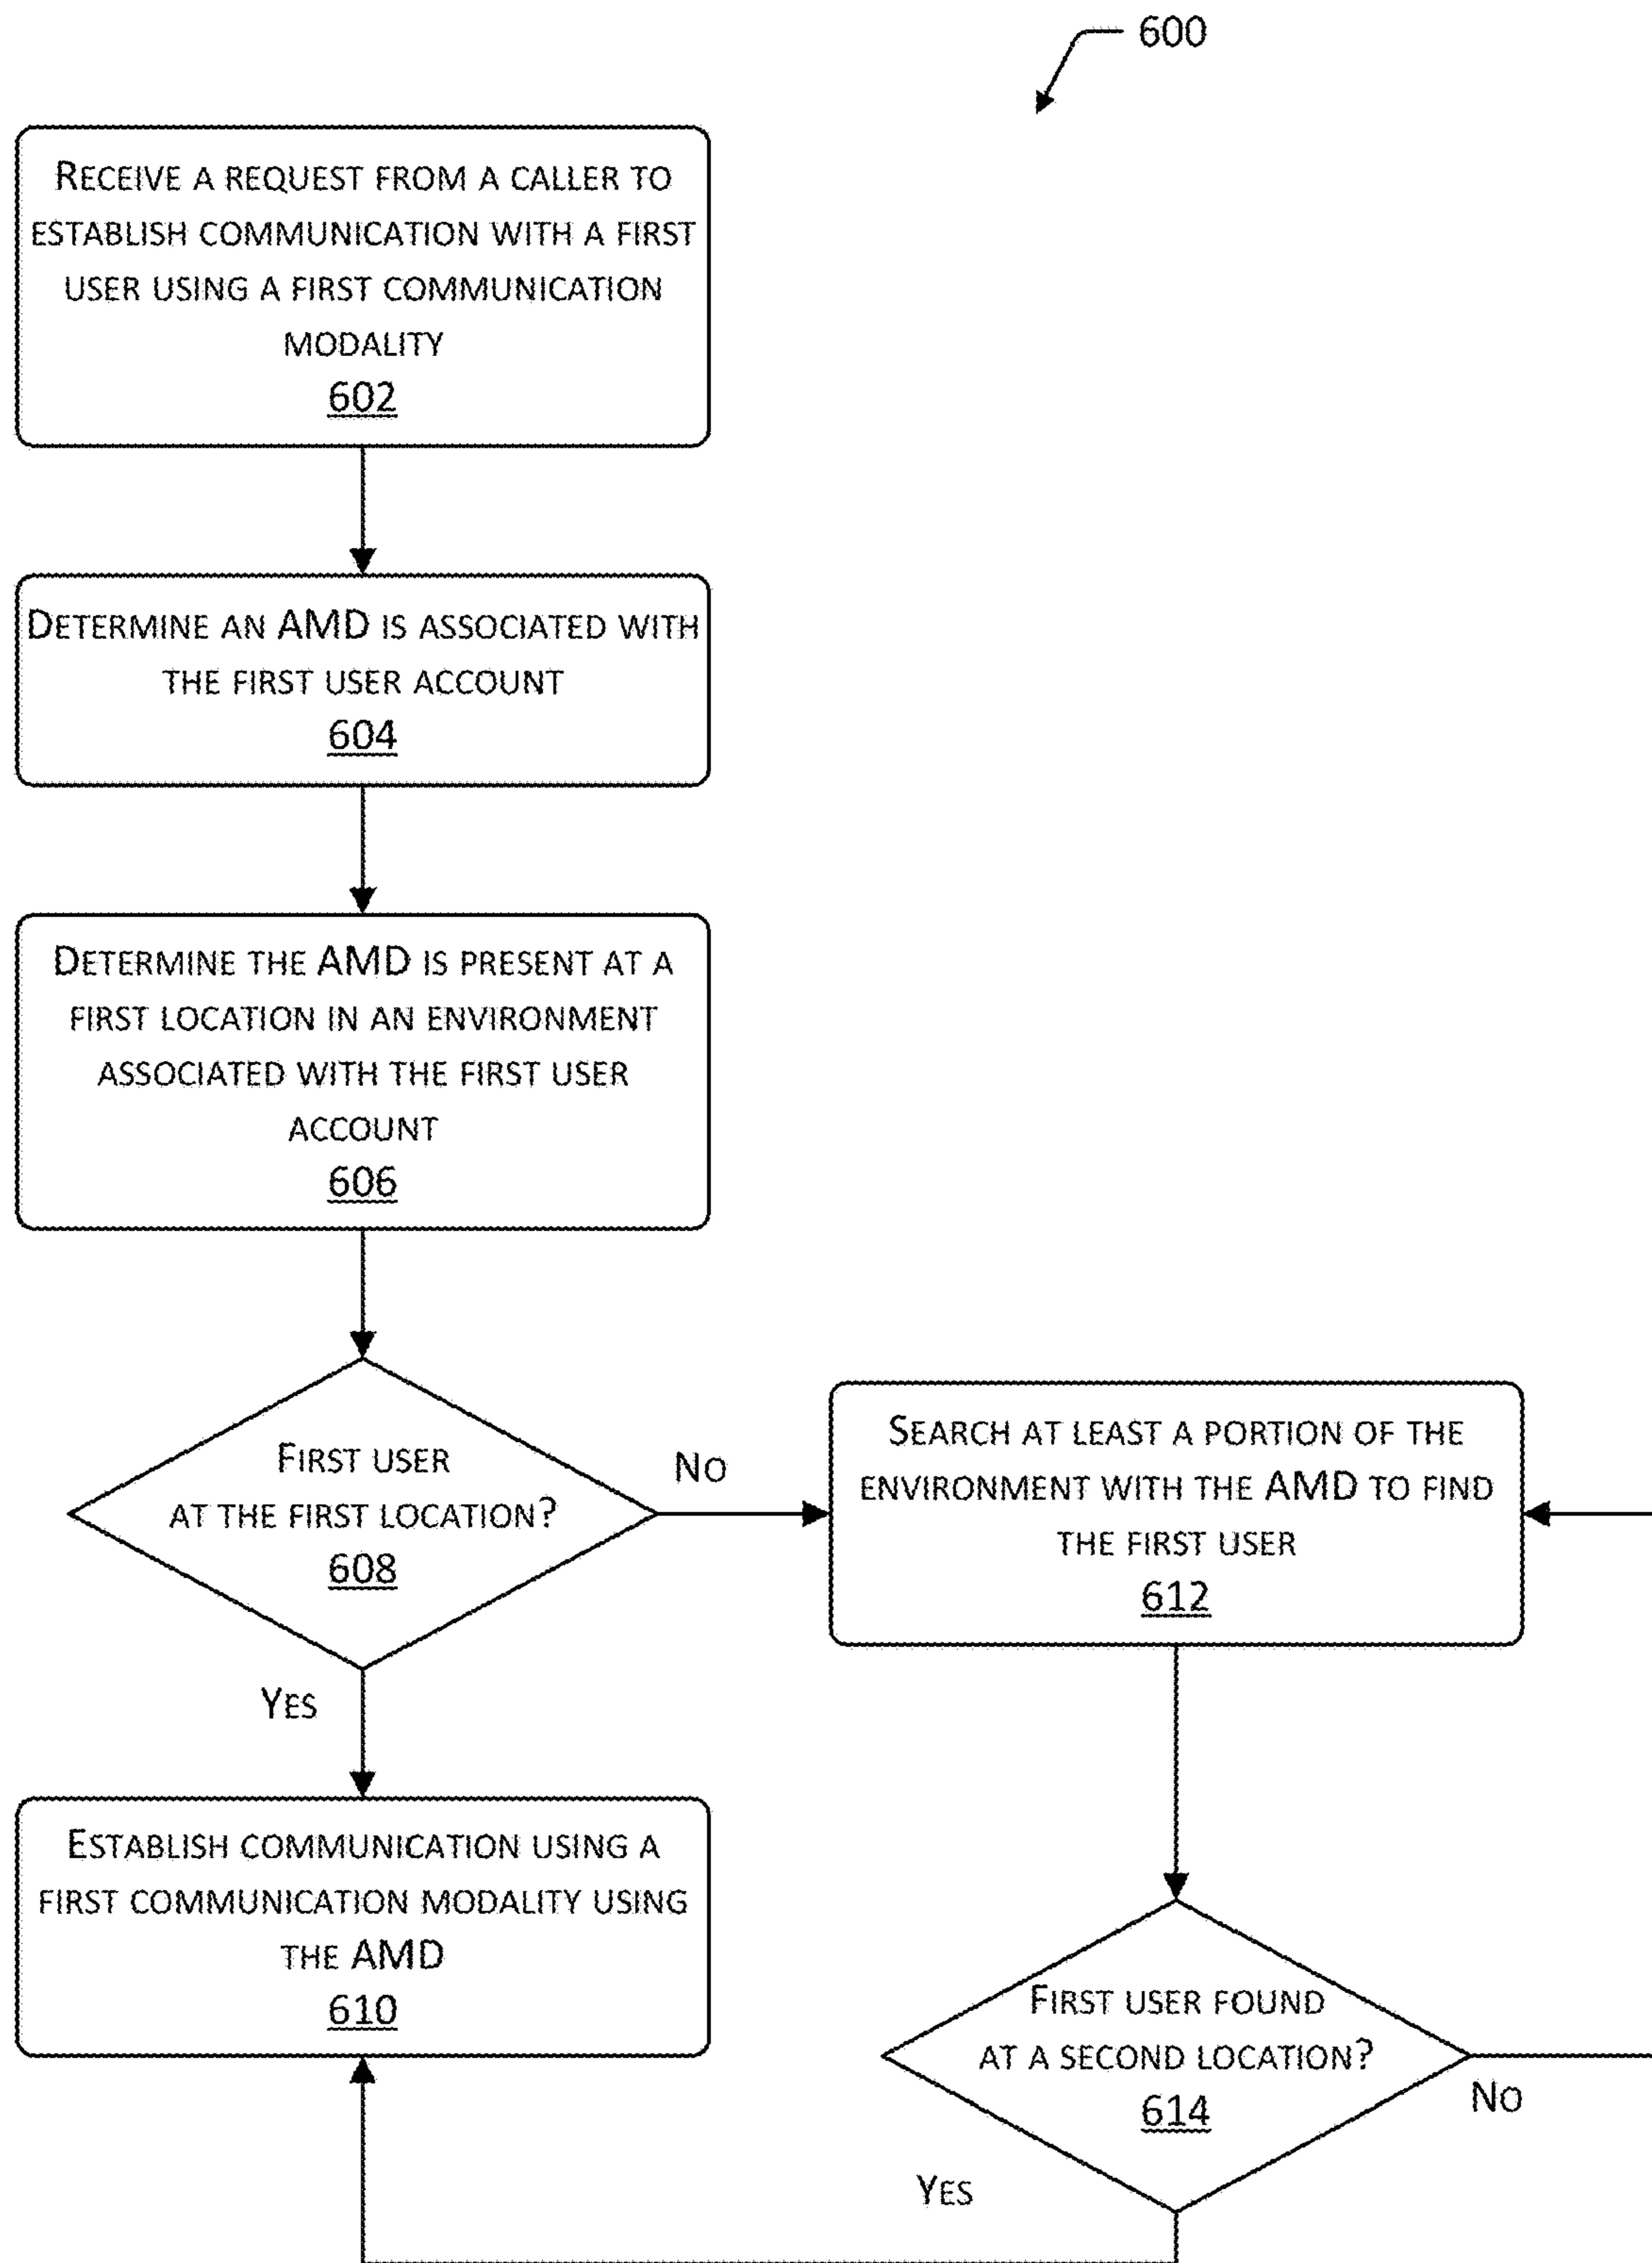 600
RECEIVE A REQUEST FROM A CALLER TO
ESTABLISH COMMUNICATION WITH A FIRST
USER USING A FIRST COMMUNICATION
MODALITY
602
DETERMINE AN AMD IS ASSOCIATED WITH
THE FIRST USER ACCOUNT
604
DETERMINE THE AMD IS PRESENT AT A
FIRST LOCATION IN AN ENVIRONMENT
ASSOCIATED WITH THE FIRST USER
ACCOUNT
606
FIRST USER
AT THE FIRST LOCATION?
608
NO
YES
SEARCH AT LEAST A PORTION OF THE
ENVIRONMENT WITH THE AMD TO FIND
THE FIRST USER
612
ESTABLISH COMMUNICATION USING A
FIRST COMMUNICATION MODALITY USING
THE AMD
610
FIRST USER FOUND
AT A SECOND LOCATION?
614
NO
YES